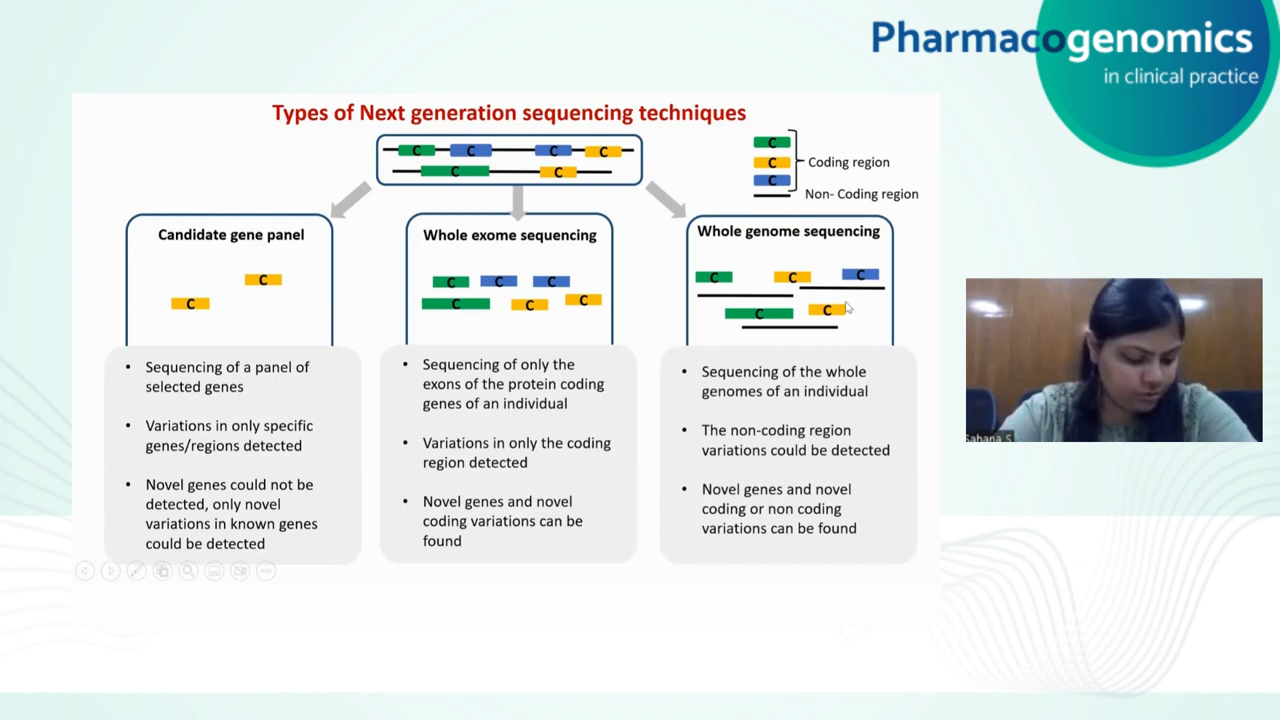 Pharmacogenomics
in clinical practice
Types of Next generation sequencing techniques
C C C C
C C
C
C
C
Coding region
Non- Coding region
Candidate gene panel
C
C
Whole exome sequencing
C C C
C C C
Whole genome sequencing
C C C
C C
• Sequencing of a panel of
selected genes
• Variations in only specific
genes/regions detected
• Novel genes could not be
detected, only novel
variations in known genes
could be detected
• Sequencing of only the
exons of the protein coding
genes of an individual
• Variations in only the coding
region detected
• Novel genes and novel
coding variations can be
found
• Sequencing of the whole
genomes of an individual
• The non-coding region
variations could be detected
• Novel genes and novel
coding or non coding
variations can be found
Sahana S